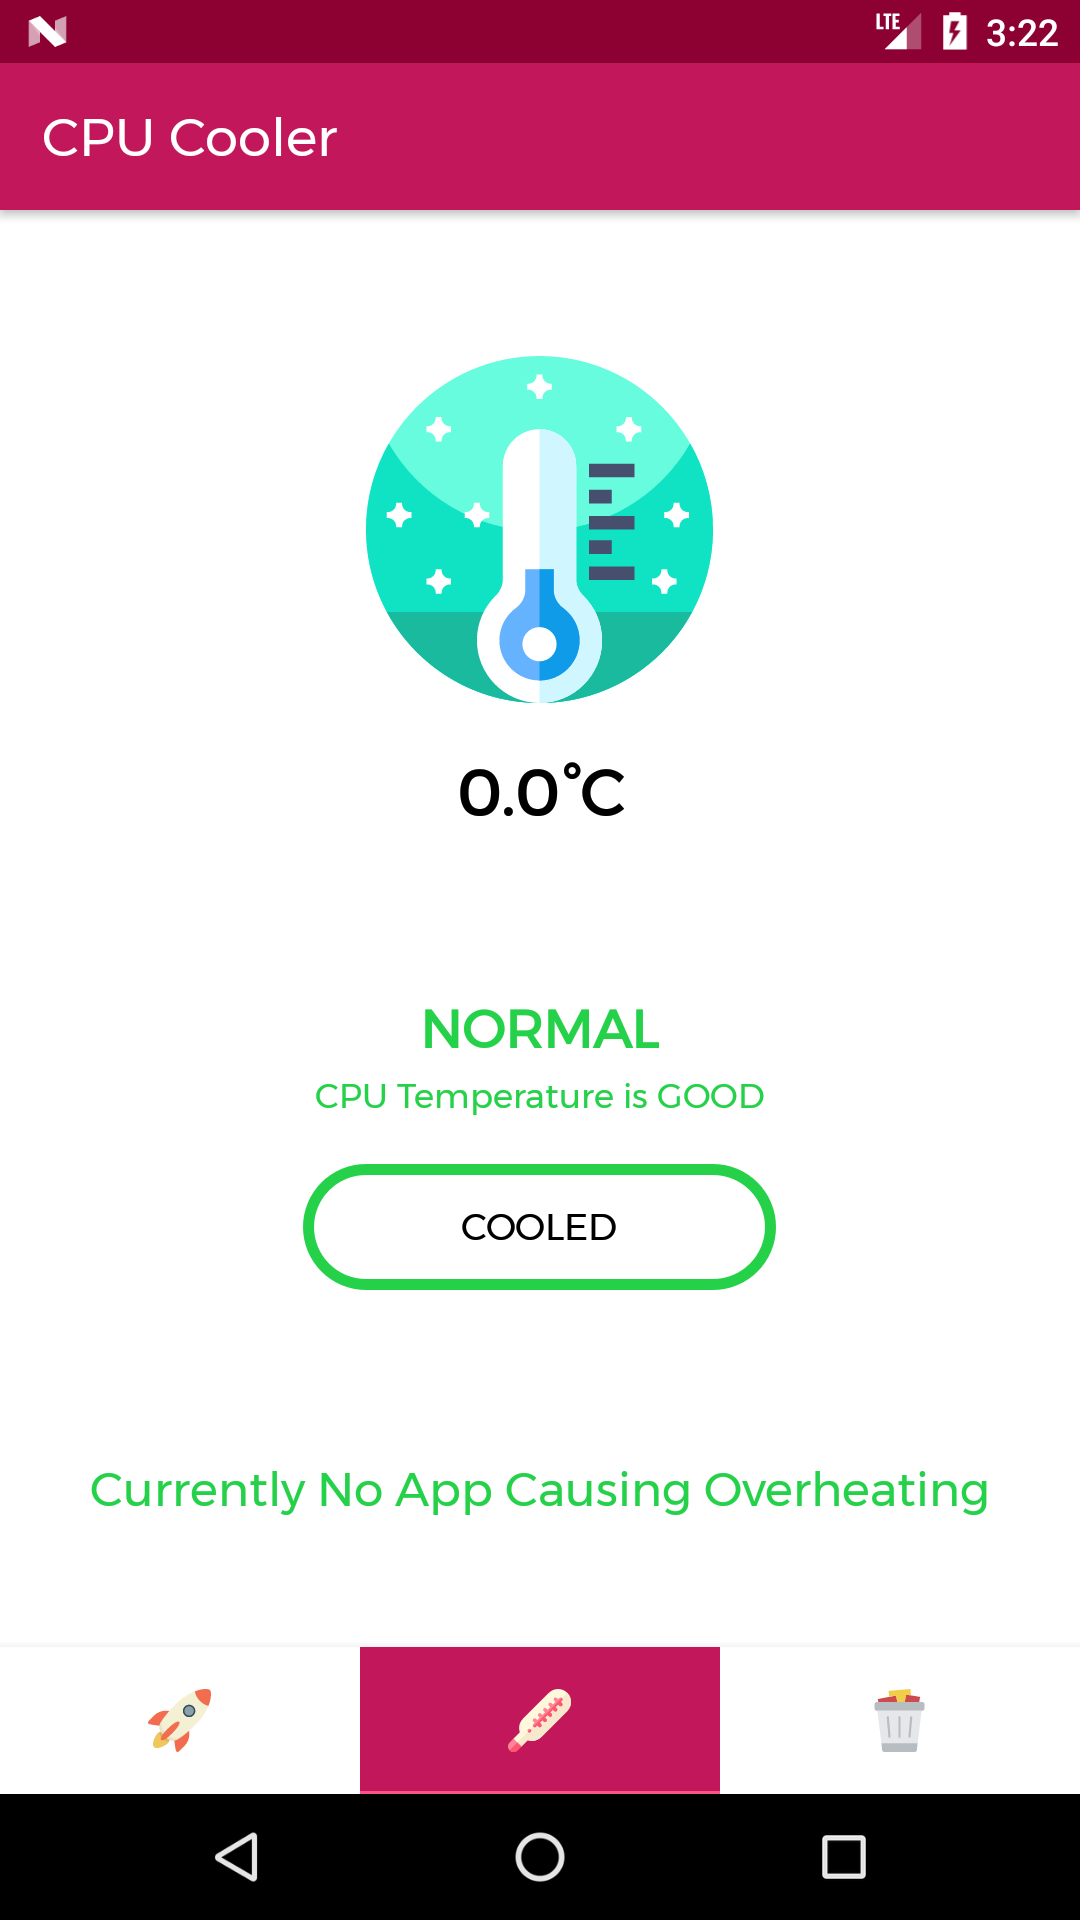 LTE 3:22
CPU Cooler
0.0°C
NORMAL
CPU Temperature is GOOD
COOLED
Currently No App Causing Overheating